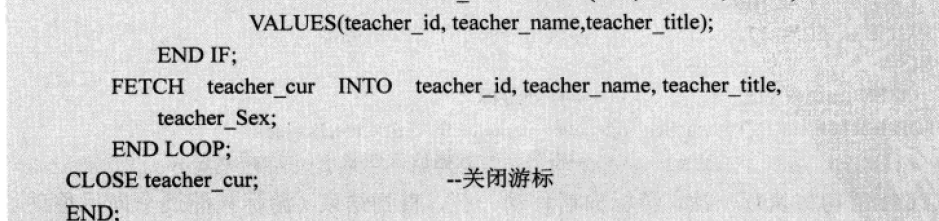 VALUES(teacher_id, teacher_name,teacher_title);
END IF;
FETCH teacher_cur INTO teacher_id, teacher_name, teacher_title,
teacher_Sex;
END LOOP;
CLOSE teacher_cur; --关闭游标
END;